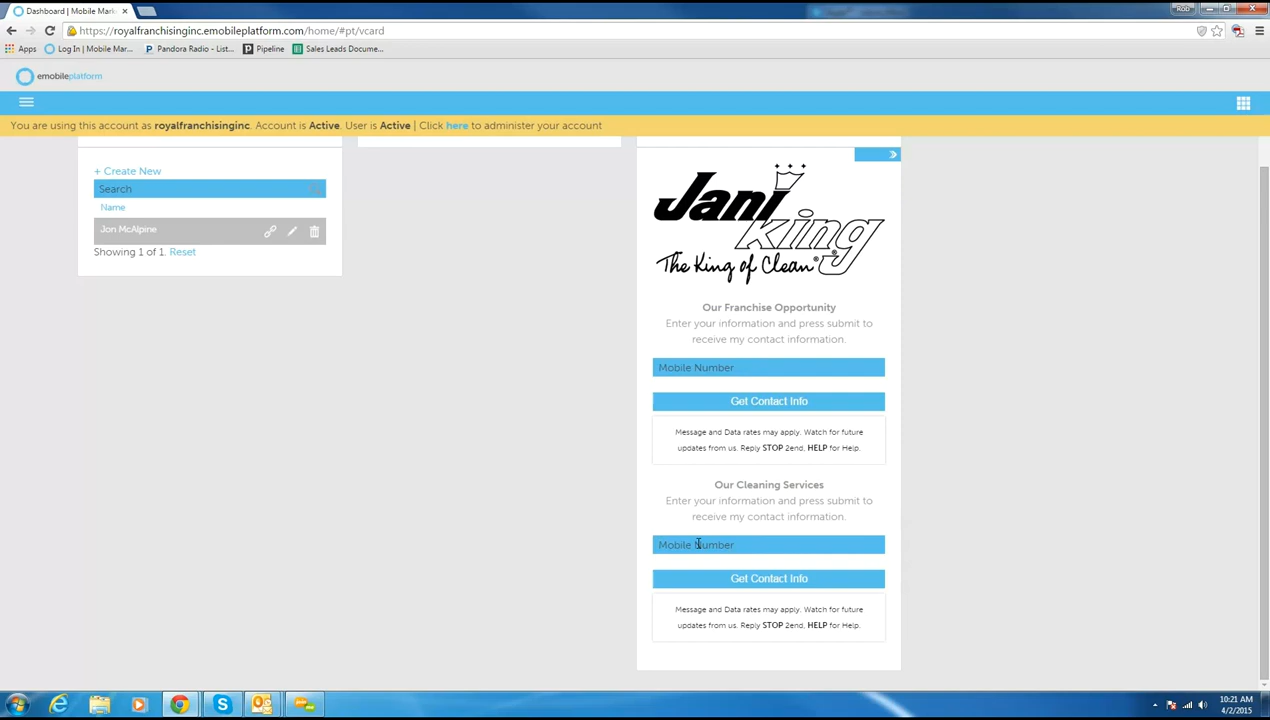 Dashboard | Mobile Mark
Rob
https://royalfranchisinginc.emobileplatform.com/home/#pt/vcard
Apps
Log In | Mobile Mar...
Pandora Radio - List...
Pipeline
Sales Leads Docume...
emobileplatform
You are using this account as royalfranchisinginc. Account is Active. User is Active | Click here to administer your account
+ Create New
Search
Name
Jon McAlpine
Showing 1 of 1. Reset
Jani
King
The King of Clean®
Our Franchise Opportunity
Enter your information and press submit to
receive my contact information.
Mobile Number
Get Contact Info
Message and Data rates may apply. Watch for future
updates from us. Reply STOP 2end, HELP for Help.
Our Cleaning Services
Enter your information and press submit to
receive my contact information.
Mobile Number
Get Contact Info
Message and Data rates may apply. Watch for future
updates from us. Reply STOP 2end, HELP for Help.
10:21 AM
4/2/2015